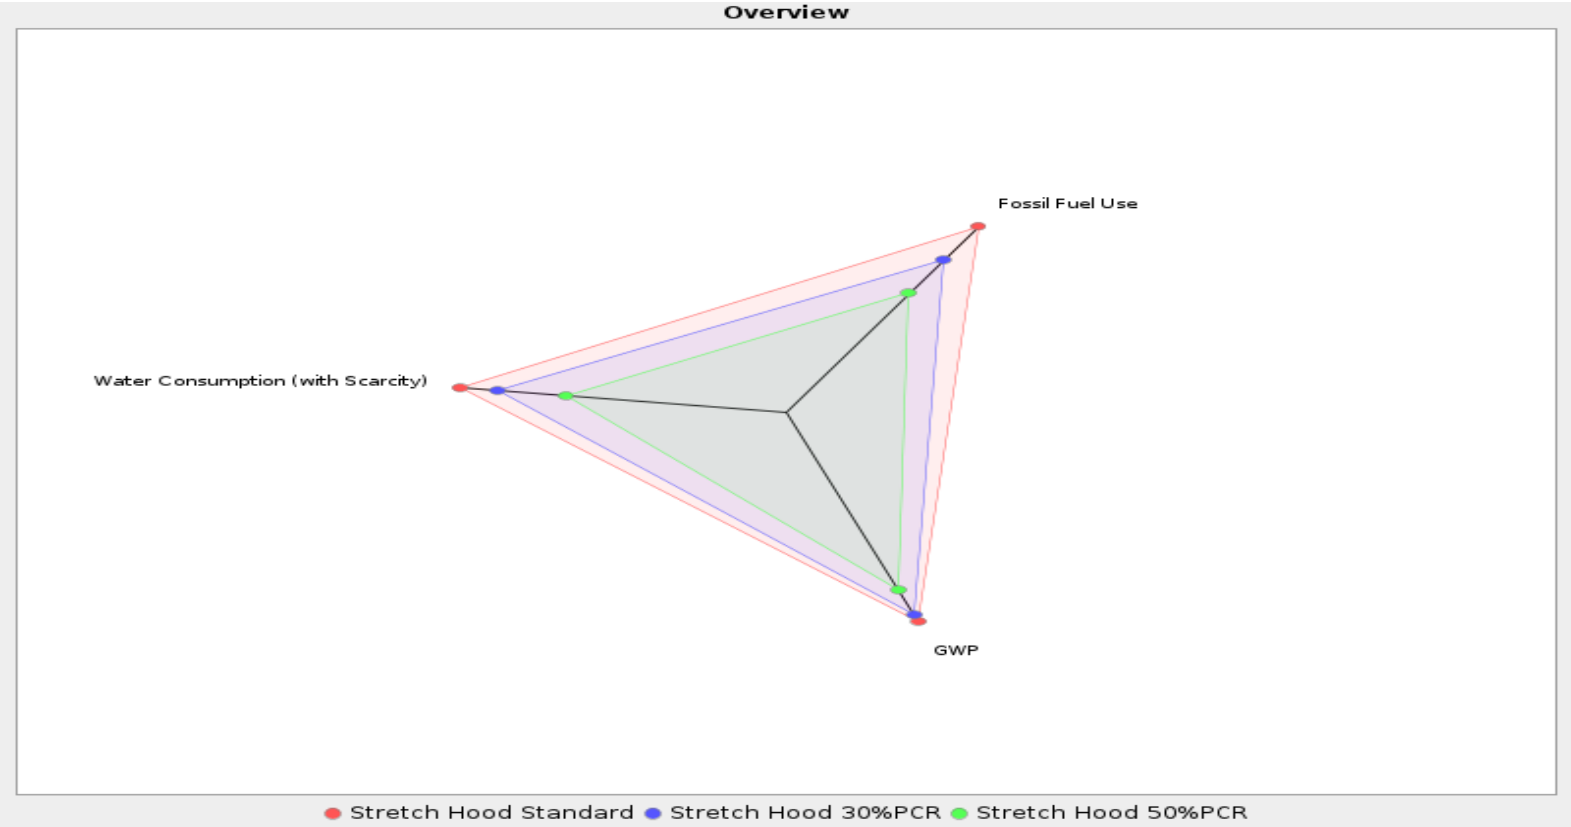 Overview
Fossil Fuel Use
Water Consumption (with Scarcity)
GWP
Stretch Hood Standard Stretch Hood 30%PCR Stretch Hood 50%PCR